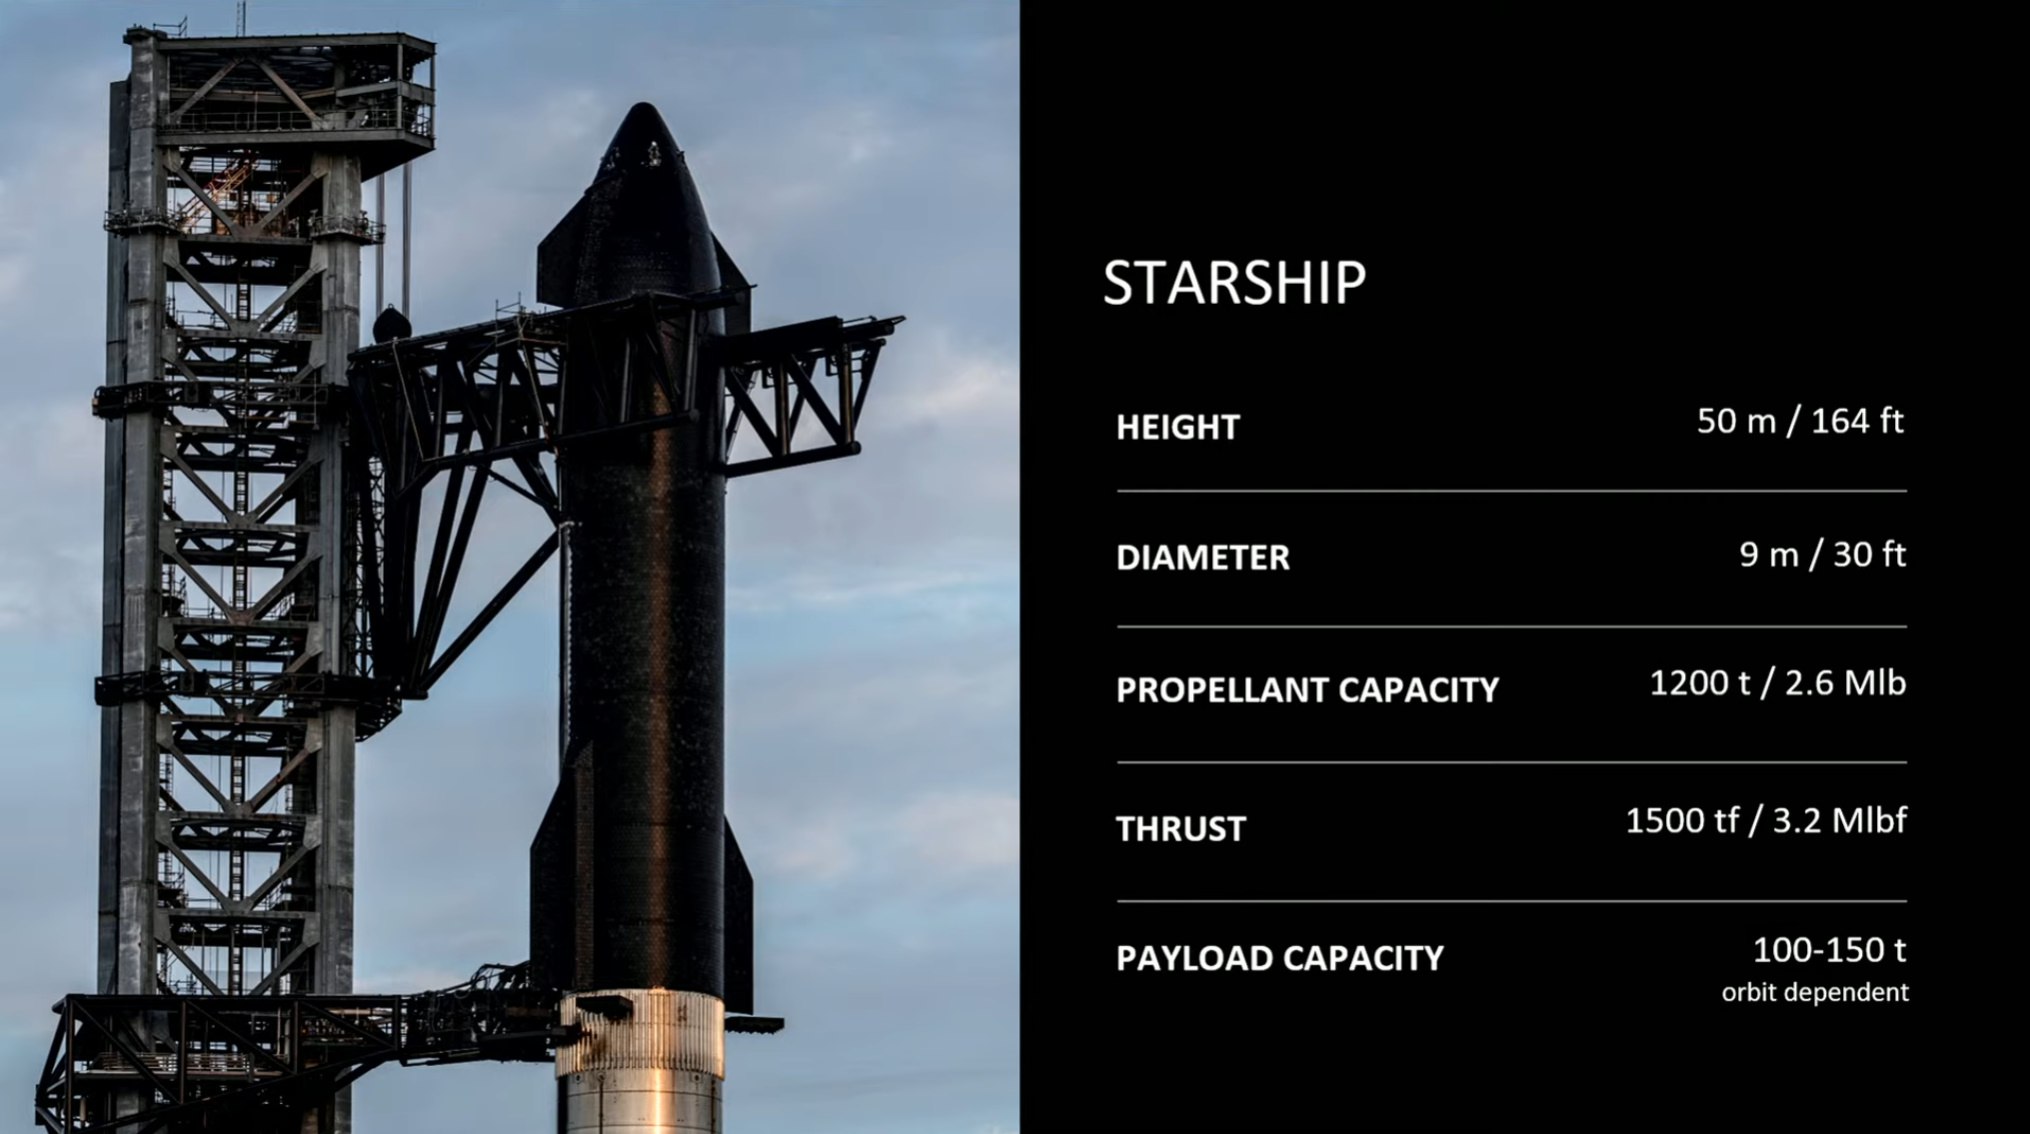 STARSHIP
HEIGHT 50 m / 164 ft
DIAMETER 9 m / 30 ft
PROPELLANT CAPACITY 1200 t / 2.6 Mlb
THRUST 1500 tf / 3.2 Mlbf
PAYLOAD CAPACITY 100-150 t
orbit dependent